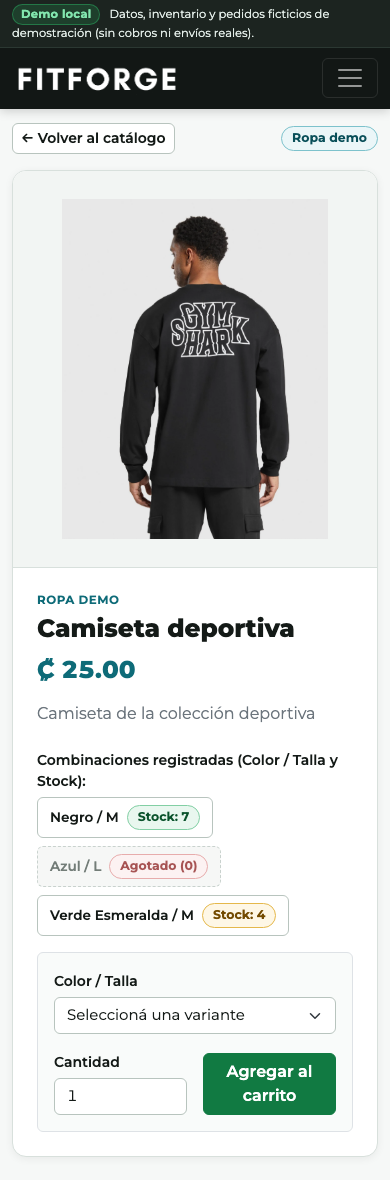 Demo local Datos, inventario y pedidos ficticios de
demostración (sin cobros ni envíos reales).
FITFORGE
← Volver al catálogo
Ropa demo
GYM
SHARK
ROPA DEMO
Camiseta deportiva
₡ 25.00
Camiseta de la colección deportiva
Combinaciones registradas (Color / Talla y
Stock):
Negro / M Stock: 7
Azul / L Agotado (0)
Verde Esmeralda / M Stock: 4
Color / Talla
Seleccioná una variante
Cantidad
1
Agregar al
carrito